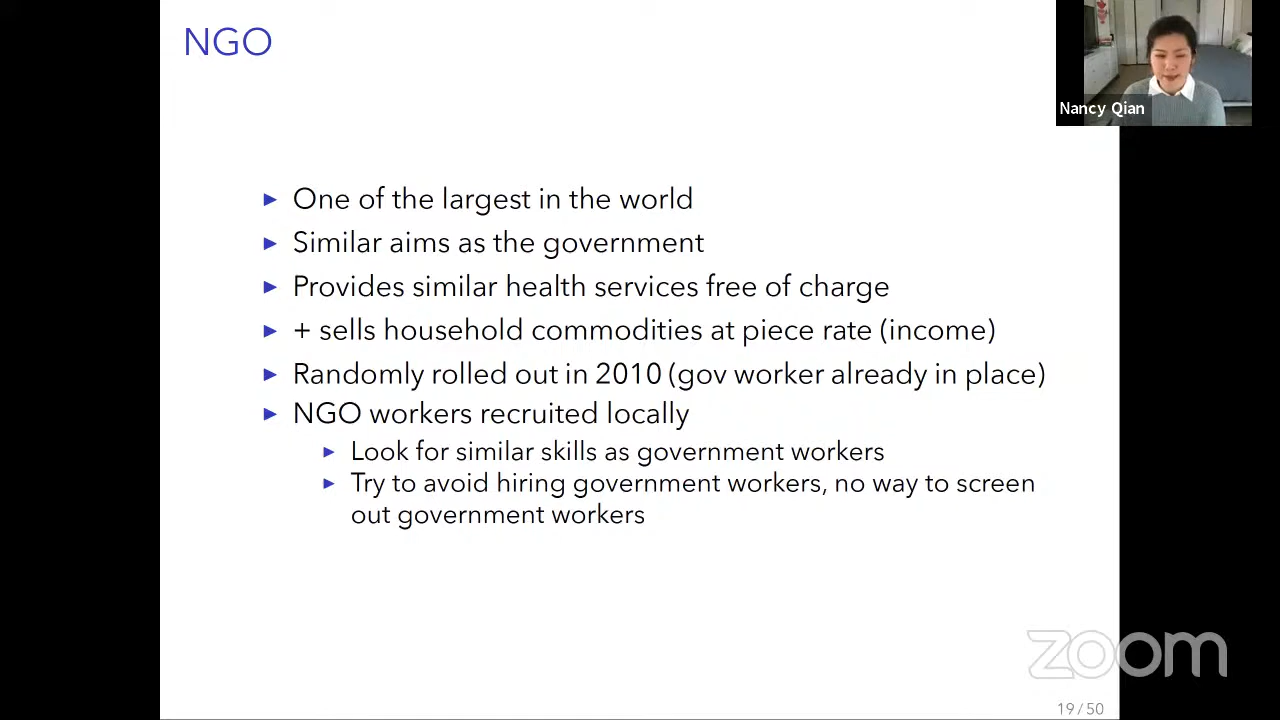 NGO
Nancy Qian
► One of the largest in the world
► Similar aims as the government
► Provides similar health services free of charge
► + sells household commodities at piece rate (income)
► Randomly rolled out in 2010 (gov worker already in place)
► NGO workers recruited locally
► Look for similar skills as government workers
► Try to avoid hiring government workers, no way to screen
out government workers
zoom
19 / 50